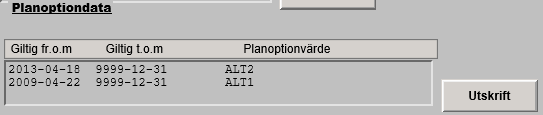 Planoptiondata
Giltig fr.o.m Giltig t.o.m Planoptionvärde
2013-04-18 9999-12-31 ALT2
2009-04-22 9999-12-31 ALT1
Utskrift